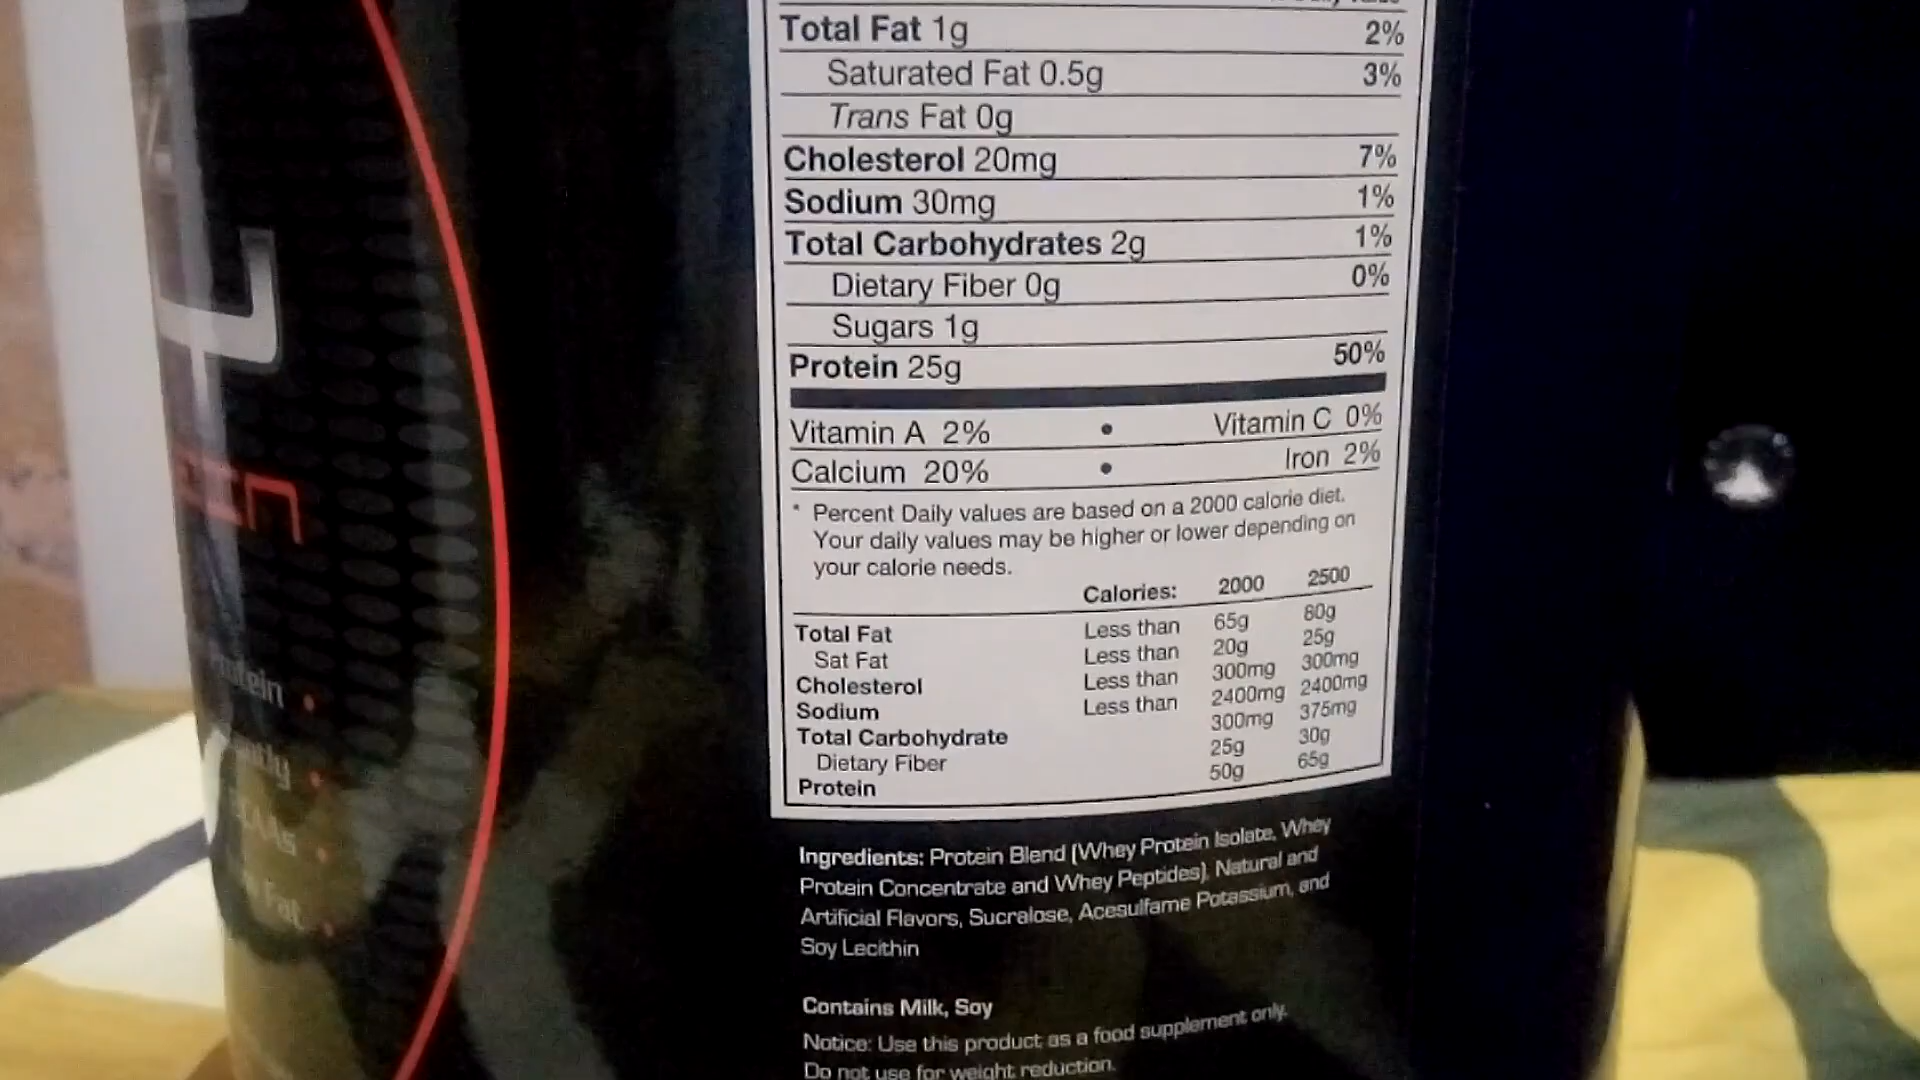 Total Fat 1g 2%
Saturated Fat 0.5g 3%
Trans Fat 0g
Cholesterol 20mg 7%
Sodium 30mg 1%
Total Carbohydrates 2g 1%
Dietary Fiber 0g 0%
Sugars 1g
Protein 25g 50%
Vitamin A 2% • Vitamin C 0%
Calcium 20% • Iron 2%
* Percent Daily values are based on a 2000 calorie diet.
Your daily values may be higher or lower depending on
your calorie needs.
Calories: 2000 2500
Total Fat Less than 65g 80g
Sat Fat Less than 20g 25g
Cholesterol Less than 300mg 300mg
Sodium Less than 2400mg 2400mg
Total Carbohydrate 300mg 375mg
Dietary Fiber 25g 30g
Protein 50g 65g
Ingredients: Protein Blend (Whey Protein Isolate, Whey
Protein Concentrate and Whey Peptides), Natural and
Artificial Flavors, Sucralose, Acesulfame Potassium, and
Soy Lecithin
Contains Milk, Soy
Notice: Use this product as a food supplement only.
Do not use for weight reduction.
Fat